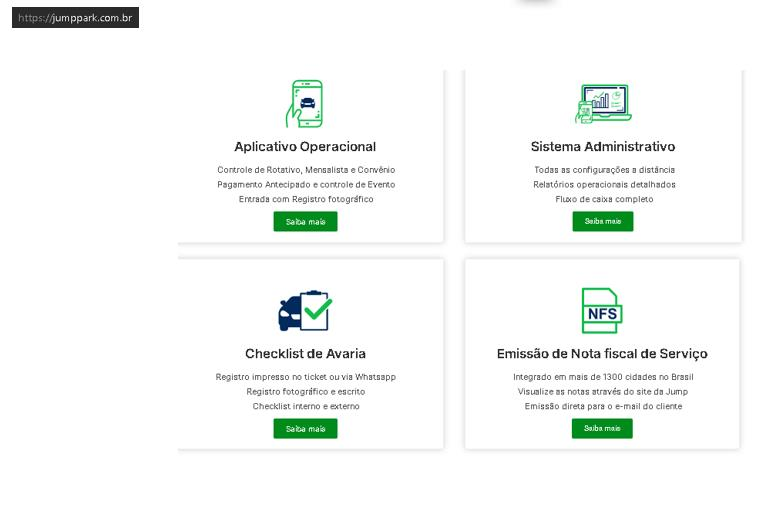 https://jumppark.com.br
Aplicativo Operacional
Controle de Rotativo, Mensalista e Convênio
Pagamento Antecipado e controle de Evento
Entrada com Registro fotográfico
Saiba mais
Sistema Administrativo
Todas as configurações a distância
Relatórios operacionais detalhados
Fluxo de caixa completo
Saiba mais
Checklist de Avaria
Registro impresso no ticket ou via Whatsapp
Registro fotográfico e escrito
Checklist interno e externo
Saiba mais
NFS
Emissão de Nota fiscal de Serviço
Integrado em mais de 1300 cidades no Brasil
Visualize as notas através do site da Jump
Emissão direta para o e-mail do cliente
Saiba mais